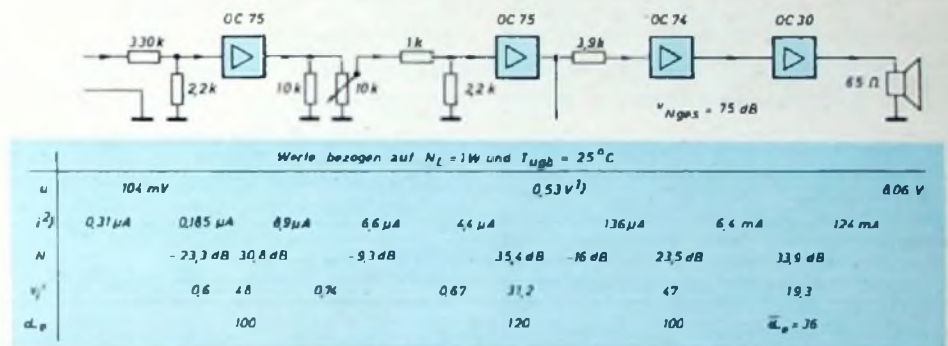 OC 75 OC 75 OC 74 OC 30
330k 1k 3,9k
2,2k 10k 10k 2,2k 65 Ω
vNges = 75 dB
Werte bezogen auf NL = 1W und Tugb = 25°C
u 104 mV 0,53 V1) 8,06 V
i2) 0,31 µA 0,185 µA 8,9 µA 6,6 µA 4,4 µA 136 µA 6,4 mA 124 mA
N -23,3 dB 30,8 dB -9,3 dB 35,4 dB -16 dB 23,5 dB 33,9 dB
vi' 0,6 48 0,74 0,67 31,2 47 19,3
αe 100 120 100 αe = 36